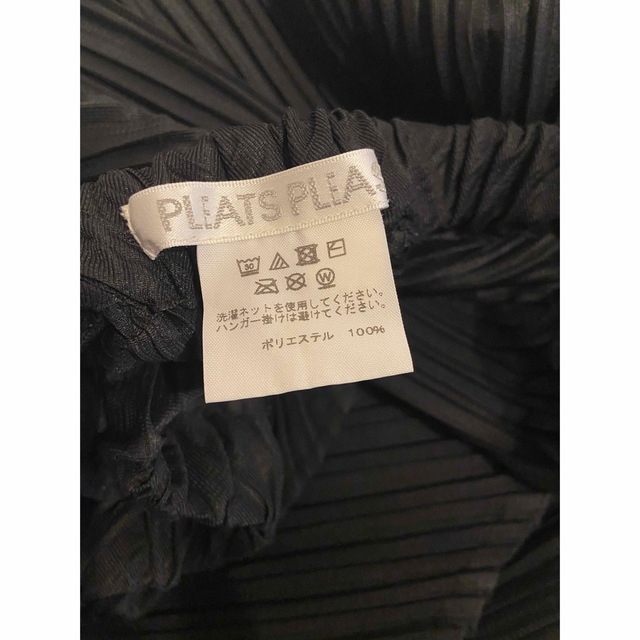 PLEATS PLEAS
30
W
洗濯ネットを使用してください。
ハンガー掛けは避けてください。
ポリエステル 100%